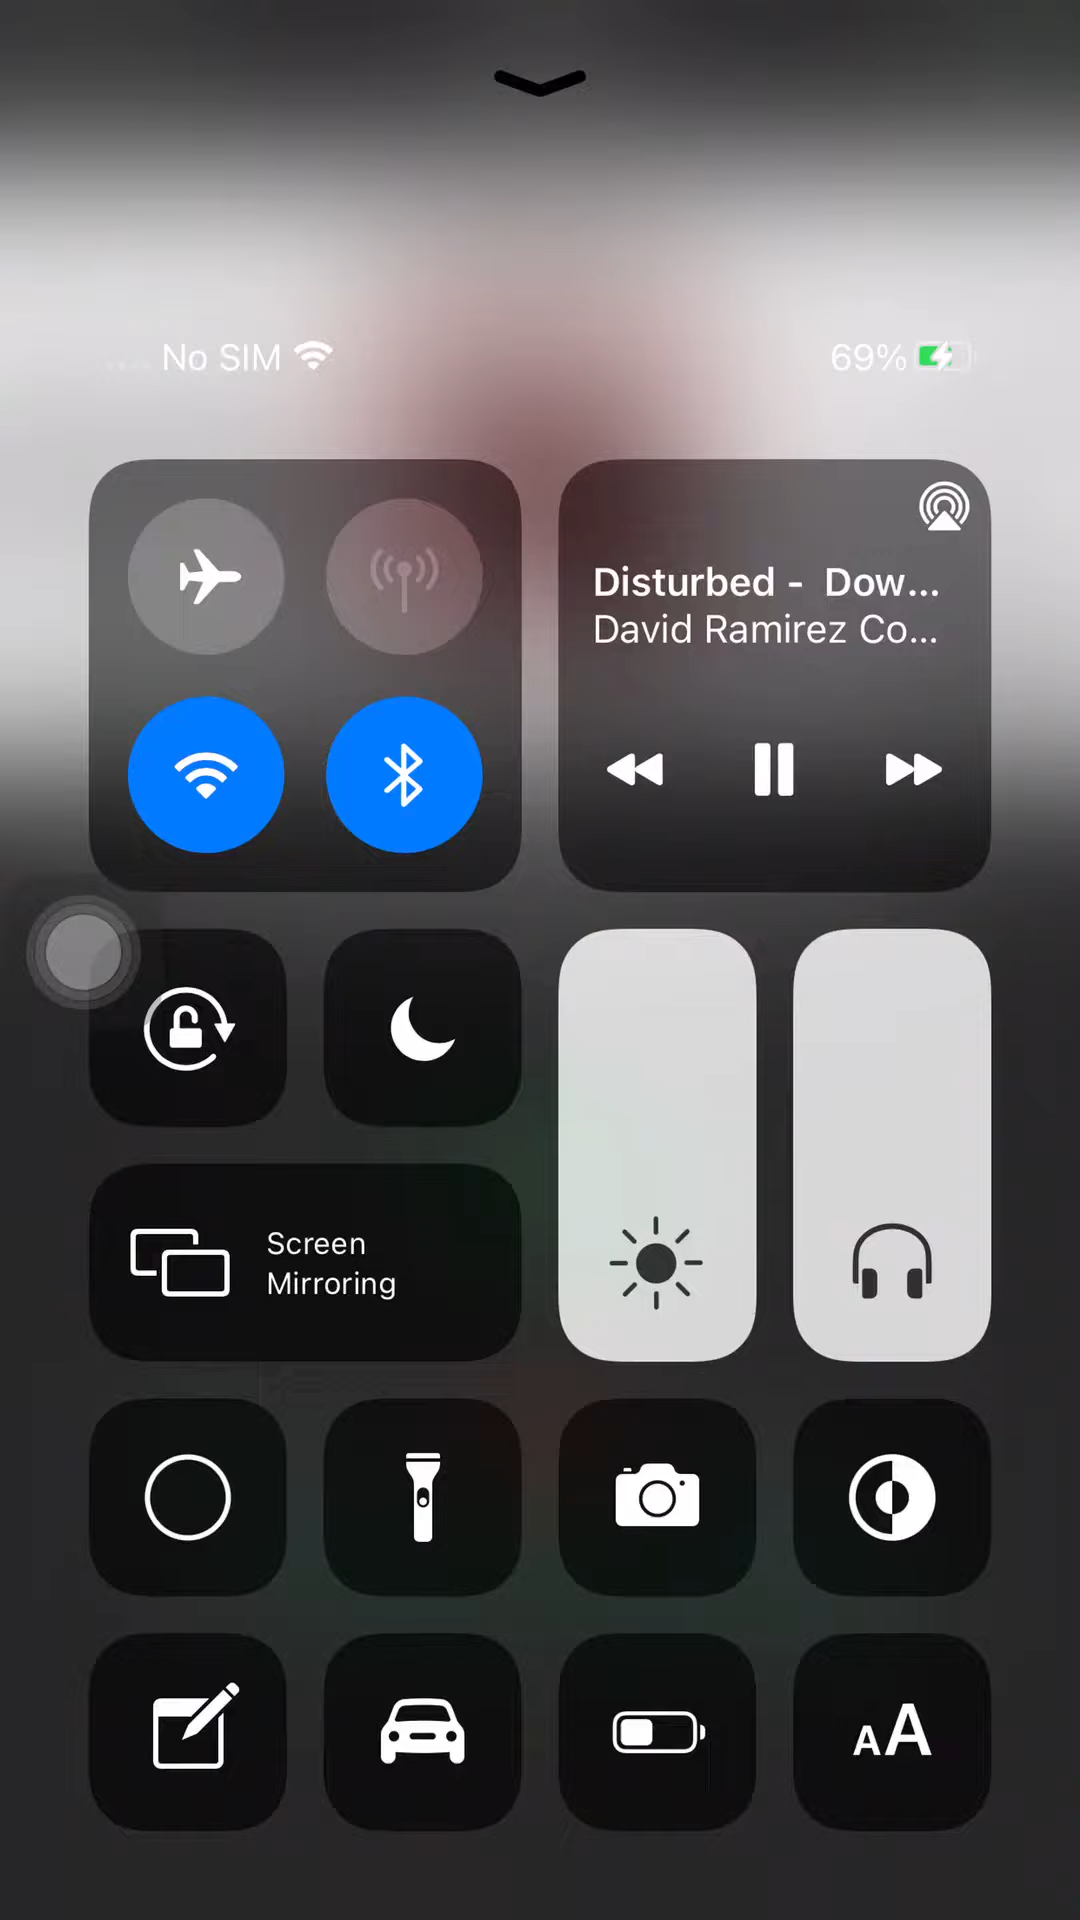 No SIM
69%
Disturbed - Dow...
David Ramirez Co...
Screen
Mirroring
AA